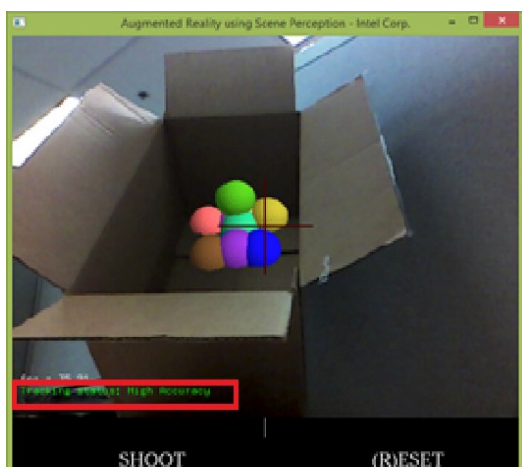 Augmented Reality using Scene Perception - Intel Corp.
Tracking status: High Accuracy
SHOOT
(R)ESET